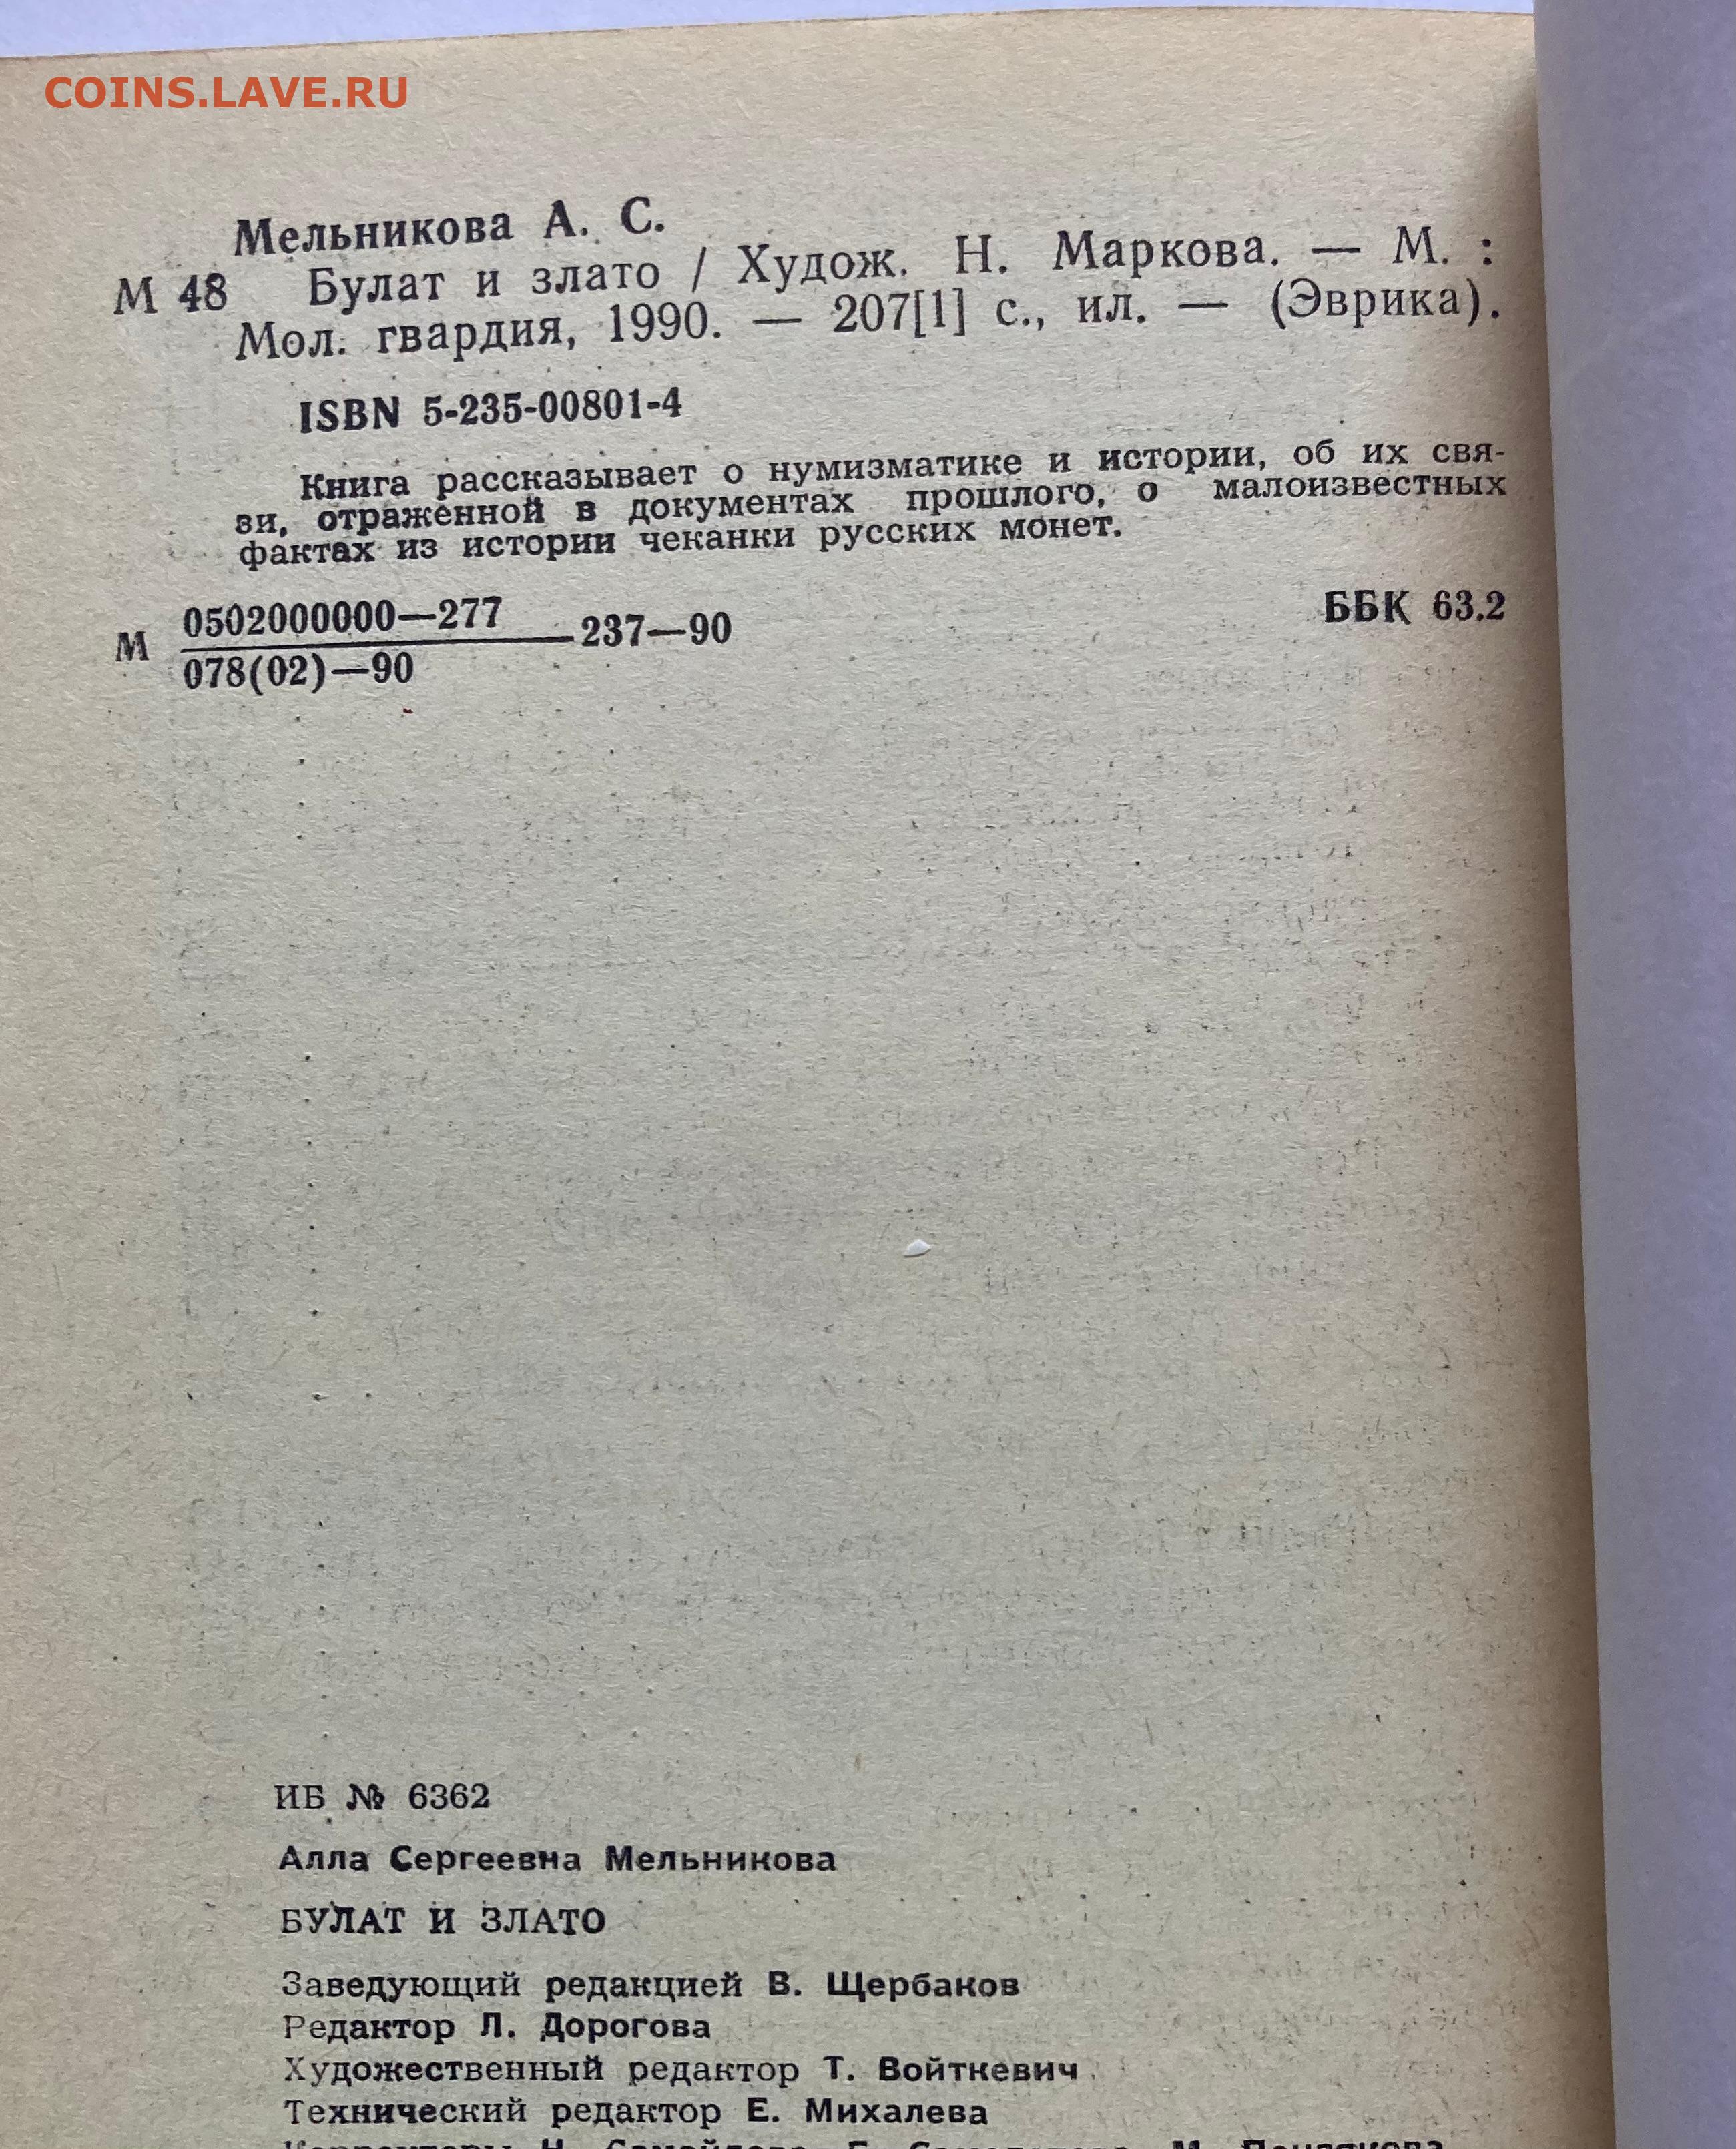 COINS.LAVE.RU
Мельникова А. С.
М 48 Булат и злато / Худож. Н. Маркова. — М. :
Мол. гвардия, 1990. — 207[1] с., ил. — (Эврика).
ISBN 5-235-00801-4
Книга рассказывает о нумизматике и истории, об их свя-
зи, отраженной в документах прошлого, о малоизвестных
фактах из истории чеканки русских монет.
М 0502000000—277 237—90
078(02)—90
ББК 63.2
ИБ № 6362
Алла Сергеевна Мельникова
БУЛАТ И ЗЛАТО
Заведующий редакцией В. Щербаков
Редактор Л. Дорогова
Художественный редактор Т. Войткевич
Технический редактор Е. Михалева